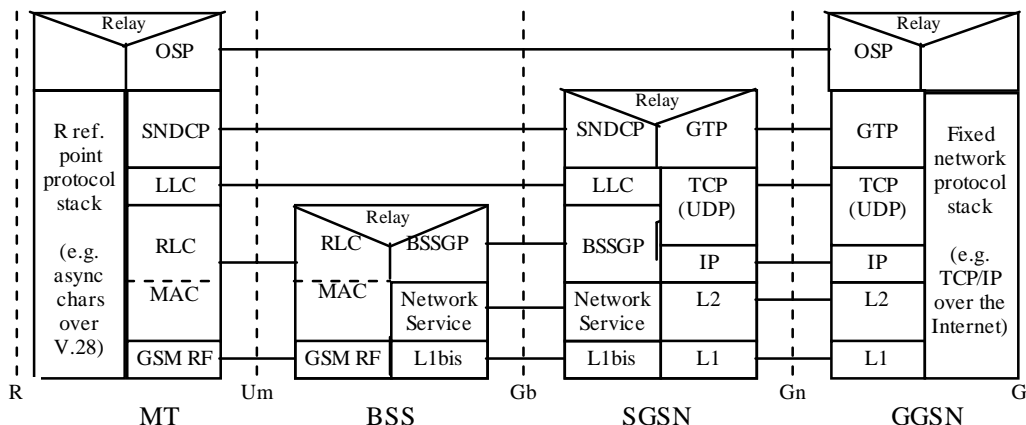 Relay
OSP
R ref.
point
protocol
stack
(e.g.
async
chars
over
V.28)
SNDCP
LLC
RLC
MAC
GSM RF
Relay
RLC
MAC
GSM RF
BSSGP
Network
Service
L1bis
Relay
SNDCP
LLC
BSSGP
Network
Service
L1bis
GTP
TCP
(UDP)
IP
L2
L1
Relay
OSP
GTP
TCP
(UDP)
IP
L2
L1
Fixed
network
protocol
stack
(e.g.
TCP/IP
over the
Internet)
R
Um
Gb
Gn
G
MT
BSS
SGSN
GGSN